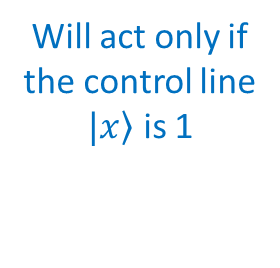 Will act only if
the control line
|𝑥⟩ is 1